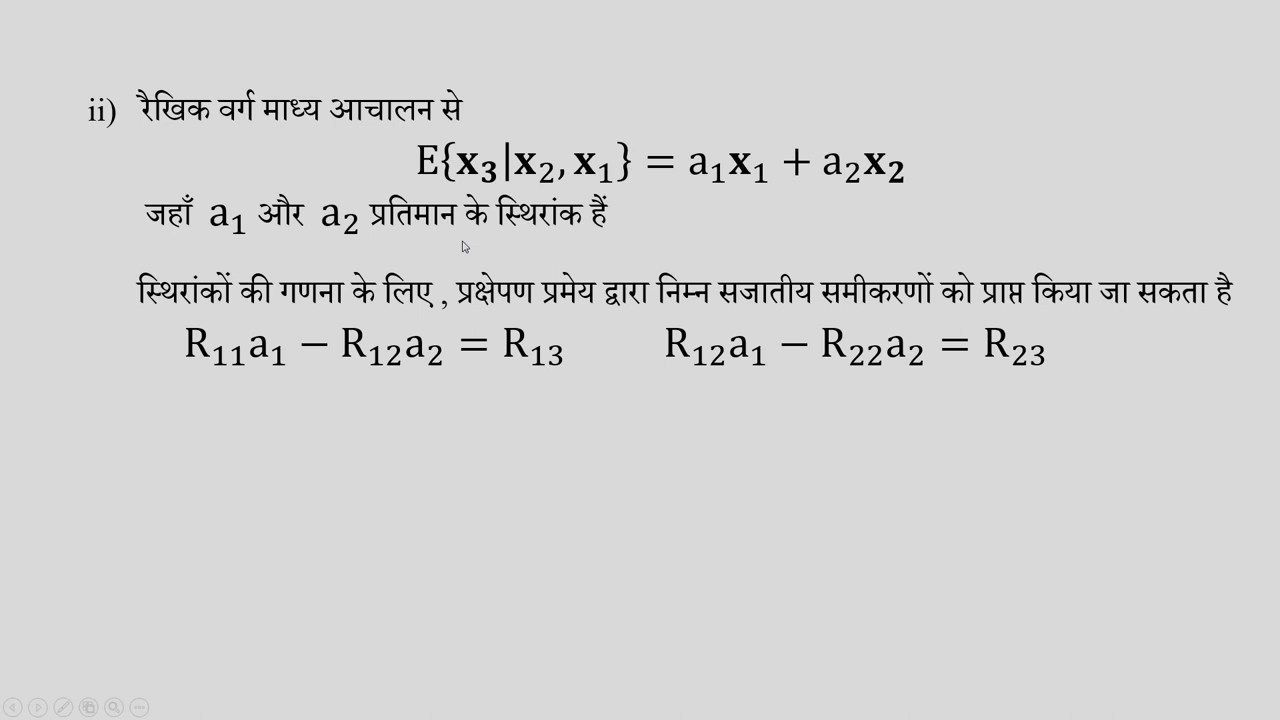 ii) रैखिक वर्ग माध्य आचालन से
E{x₃|x₂, x₁} = a₁x₁ + a₂x₂
जहाँ a₁ और a₂ प्रतिमान के स्थिरांक हैं
स्थिरांकों की गणना के लिए , प्रक्षेपण प्रमेय द्वारा निम्न सजातीय समीकरणों को प्राप्त किया जा सकता है
R₁₁a₁ − R₁₂a₂ = R₁₃ R₁₂a₁ − R₂₂a₂ = R₂₃